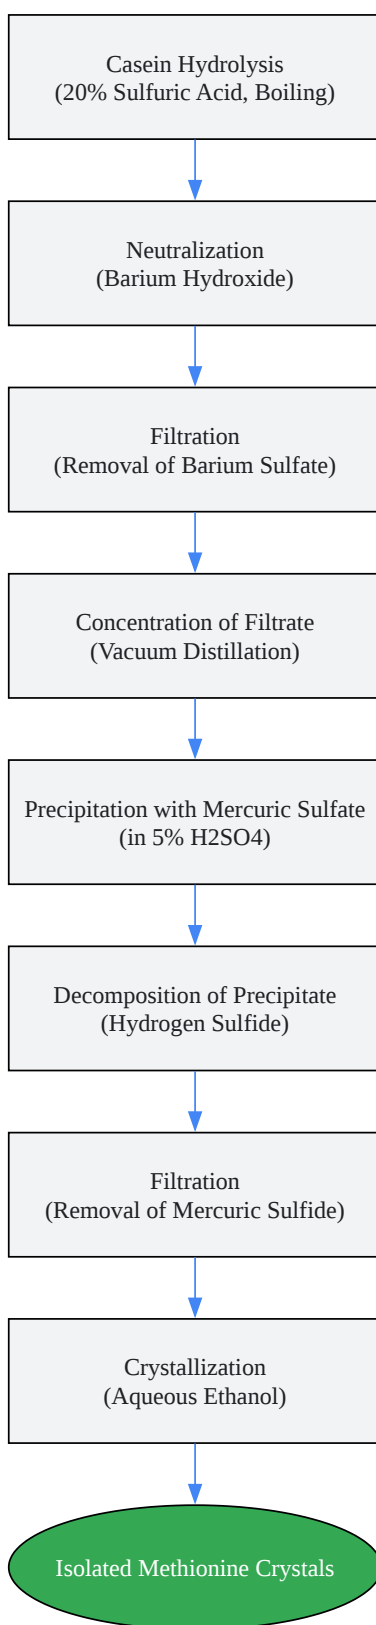 Casein Hydrolysis
(20% Sulfuric Acid, Boiling)
Neutralization
(Barium Hydroxide)
Filtration
(Removal of Barium Sulfate)
Concentration of Filtrate
(Vacuum Distillation)
Precipitation with Mercuric Sulfate
(in 5% H2SO4)
Decomposition of Precipitate
(Hydrogen Sulfide)
Filtration
(Removal of Mercuric Sulfide)
Crystallization
(Aqueous Ethanol)
Isolated Methionine Crystals